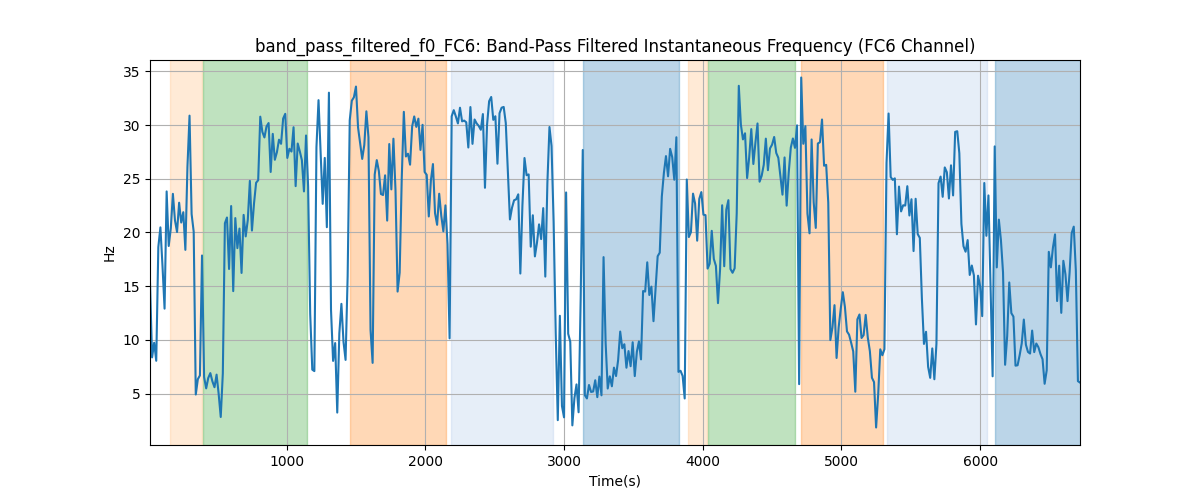 band_pass_filtered_f0_FC6: Band-Pass Filtered Instantaneous Frequency (FC6 Channel)
35
30
25
20
15
10
5
Hz
1000 2000 3000 4000 5000 6000
Time(s)